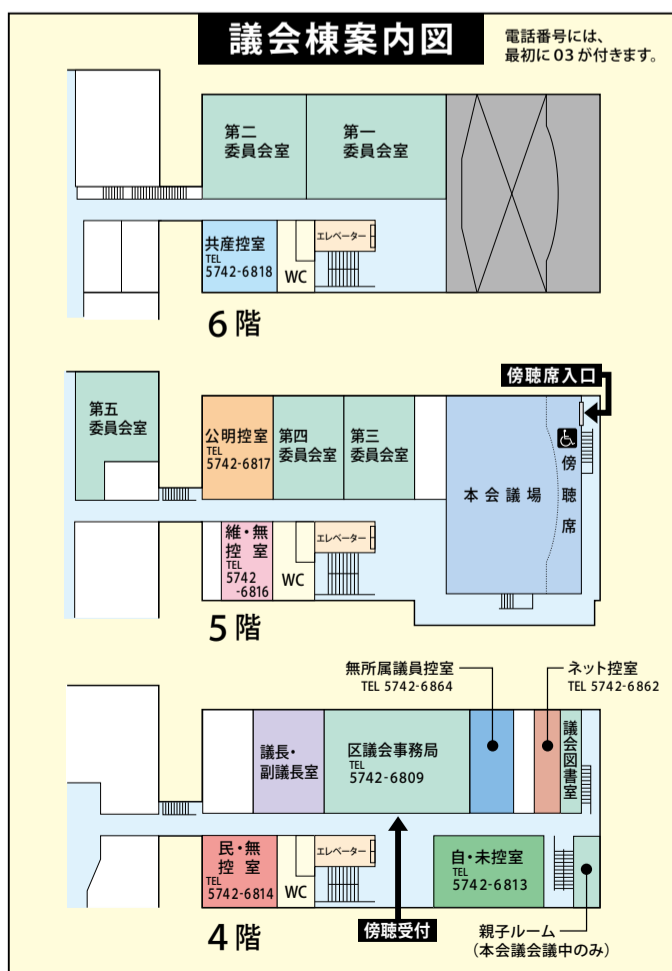 議会棟案内図
電話番号には、
最初に03が付きます。
第二
委員会室
第一
委員会室
共産控室
TEL
5742-6818
WC
エレベーター
6階
傍聴席入口
第五
委員会室
公明控室
TEL
5742-6817
第四
委員会室
第三
委員会室
本会議場
傍聴席
維・無
控室
TEL
5742
-6816
WC
エレベーター
5階
無所属議員控室
TEL 5742-6864
ネット控室
TEL 5742-6862
議長・
副議長室
区議会事務局
TEL
5742-6809
議会図書室
民・無
控室
TEL
5742-6814
WC
エレベーター
自・未控室
TEL
5742-6813
4階
傍聴受付
親子ルーム
(本会議会議中のみ)